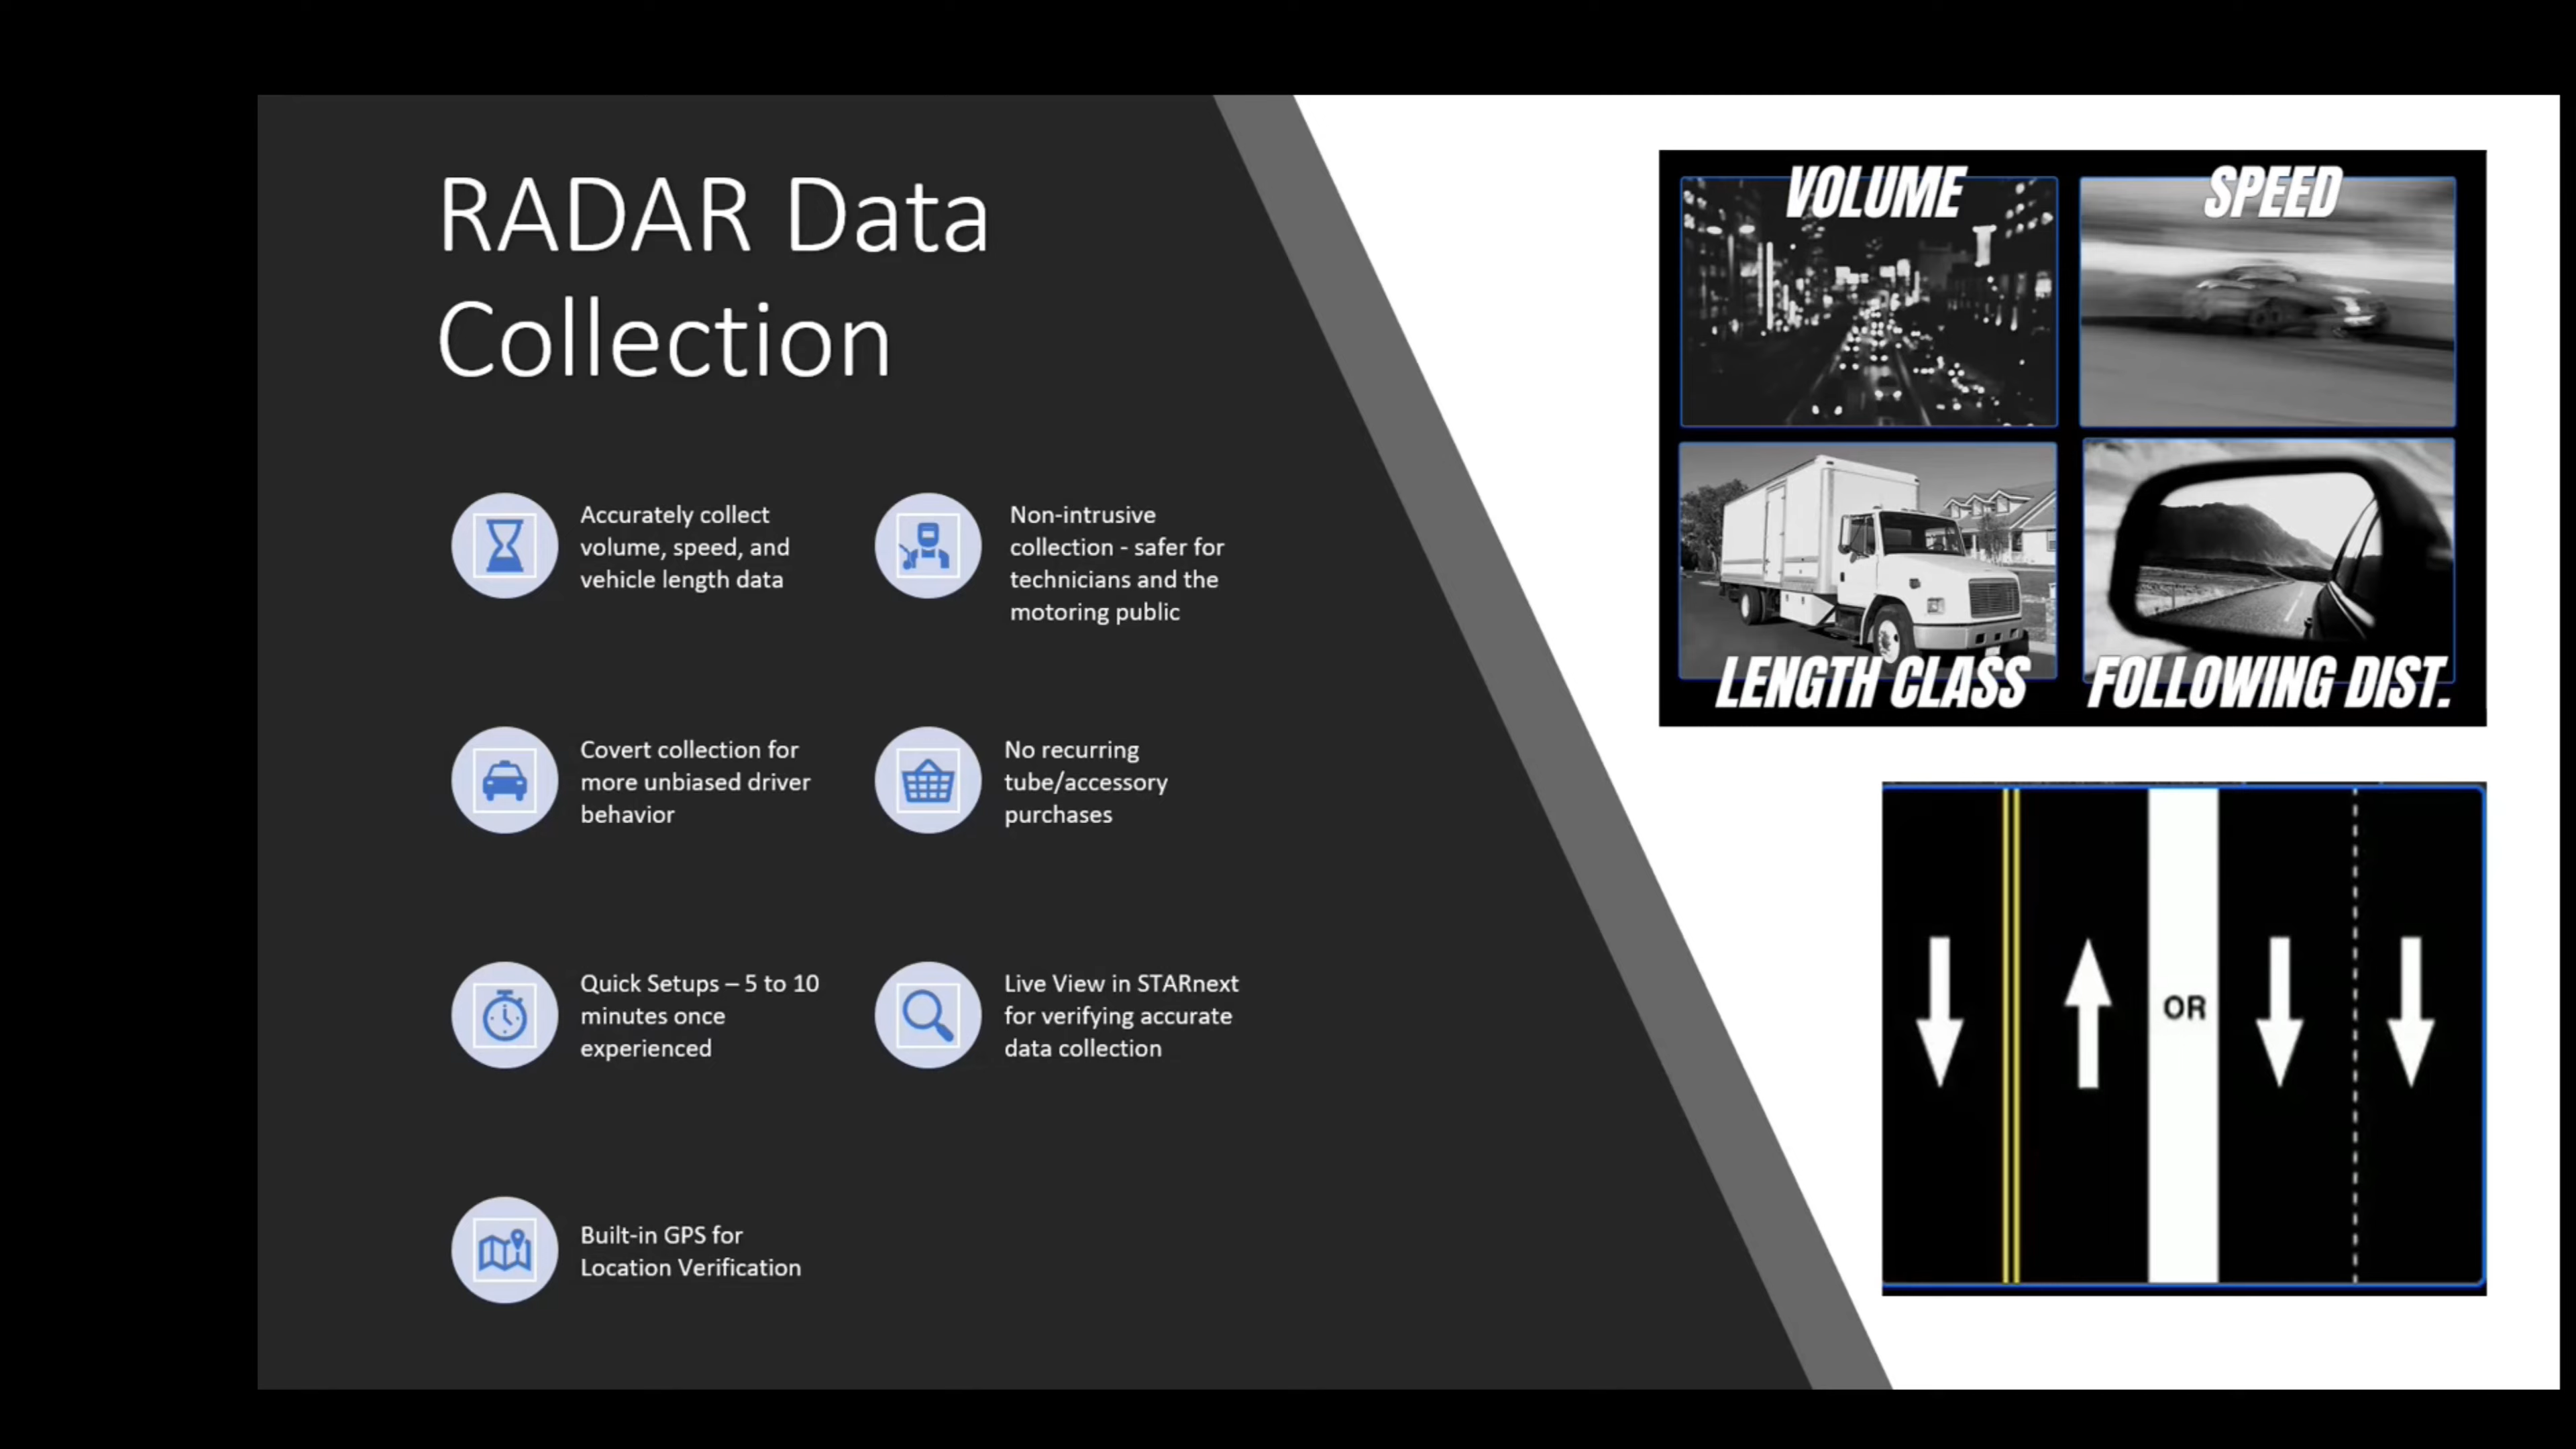 RADAR Data
Collection
Accurately collect
volume, speed, and
vehicle length data
Non-intrusive
collection - safer for
technicians and the
motoring public
Covert collection for
more unbiased driver
behavior
No recurring
tube/accessory
purchases
Quick Setups – 5 to 10
minutes once
experienced
Live View in STARnext
for verifying accurate
data collection
Built-in GPS for
Location Verification
VOLUME
SPEED
LENGTH CLASS
FOLLOWING DIST.
OR